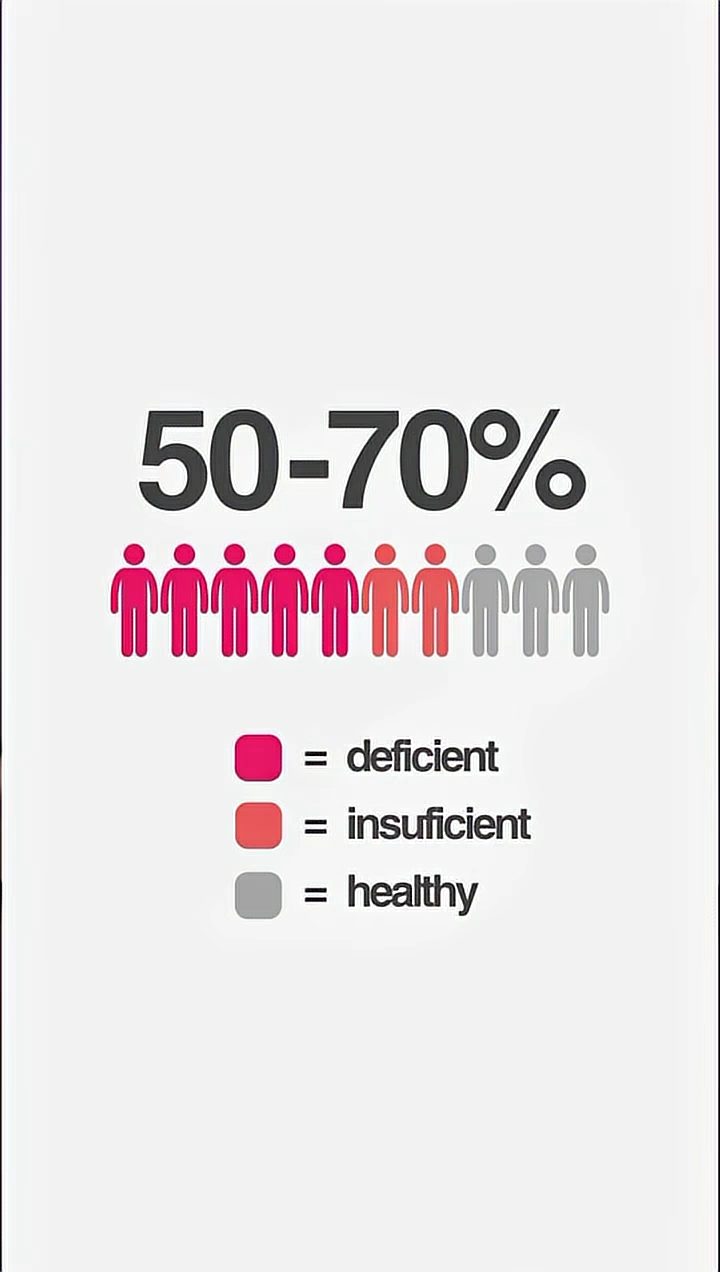 50-70%
= deficient
= insuficient
= healthy